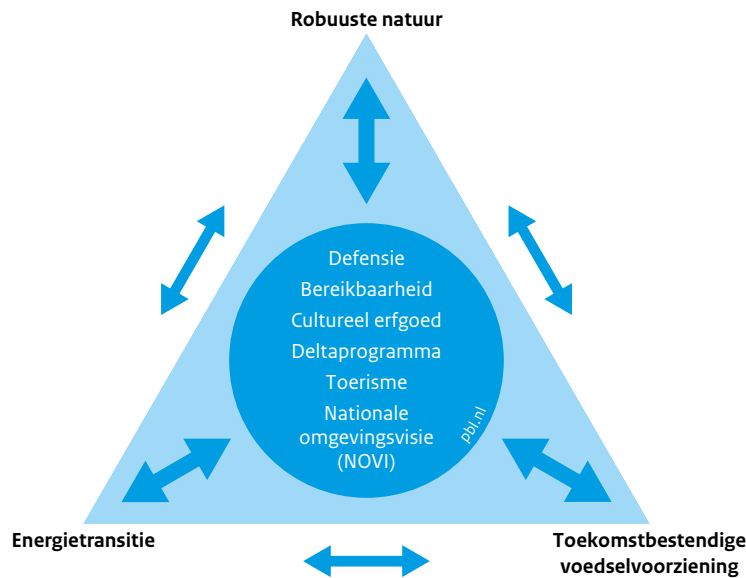 Robuuste natuur
Defensie
Bereikbaarheid
Cultureel erfgoed
Deltaprogramma
Toerisme
Nationale
omgevingsvisie
(NOVI)
pbl.nl
Energietransitie
Toekomstbestendige
voedselvoorziening